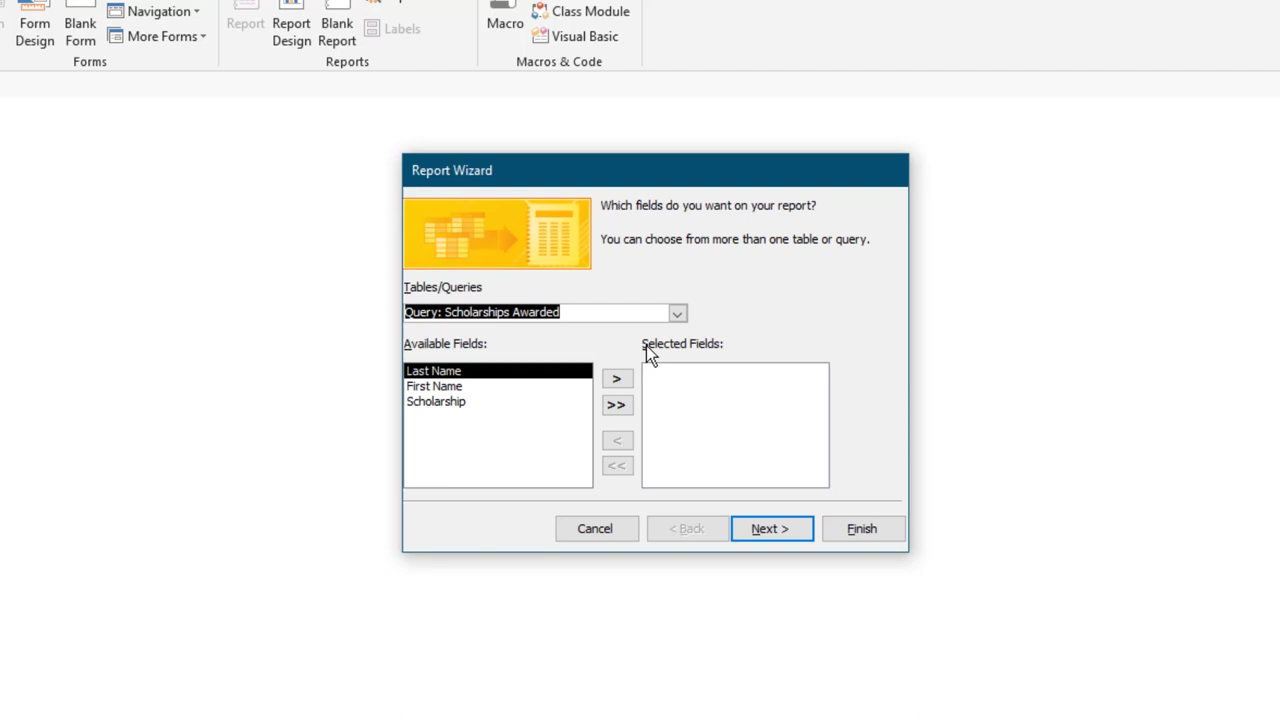 Form
Design
Blank
Form
Navigation
More Forms
Forms
Report
Report
Design
Blank
Report
Labels
Reports
Macro
Class Module
Visual Basic
Macros & Code
Report Wizard
Which fields do you want on your report?
You can choose from more than one table or query.
Tables/Queries
Query: Scholarships Awarded
Available Fields:
Selected Fields:
Last Name
First Name
Scholarship
>
>>
<
<<
Cancel
< Back
Next >
Finish